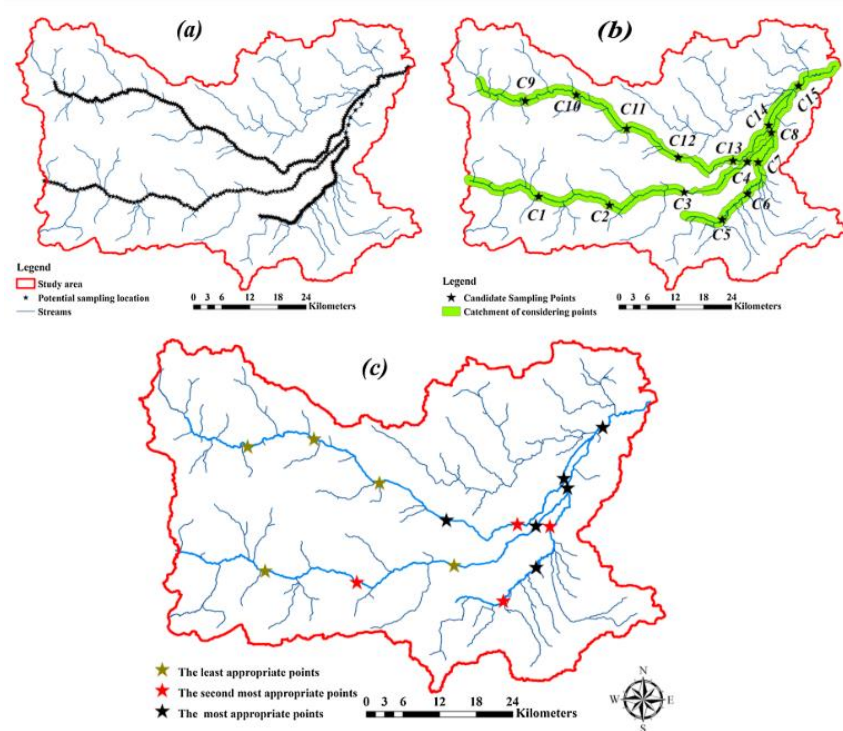 (a)
Legend
Study area
Potential sampling location
Streams
0 3 6 12 18 24
Kilometers
(b)
C9
C10
C11
C12
C13
C14
C15
C8
C7
C4
C3
C6
C5
C1
C2
Legend
Candidate Sampling Points
Catchment of considering points
0 3 6 12 18 24
Kilometers
(c)
The least appropriate points
The second most appropriate points
The most appropriate points
0 3 6 12 18 24
Kilometers
N
W E
S